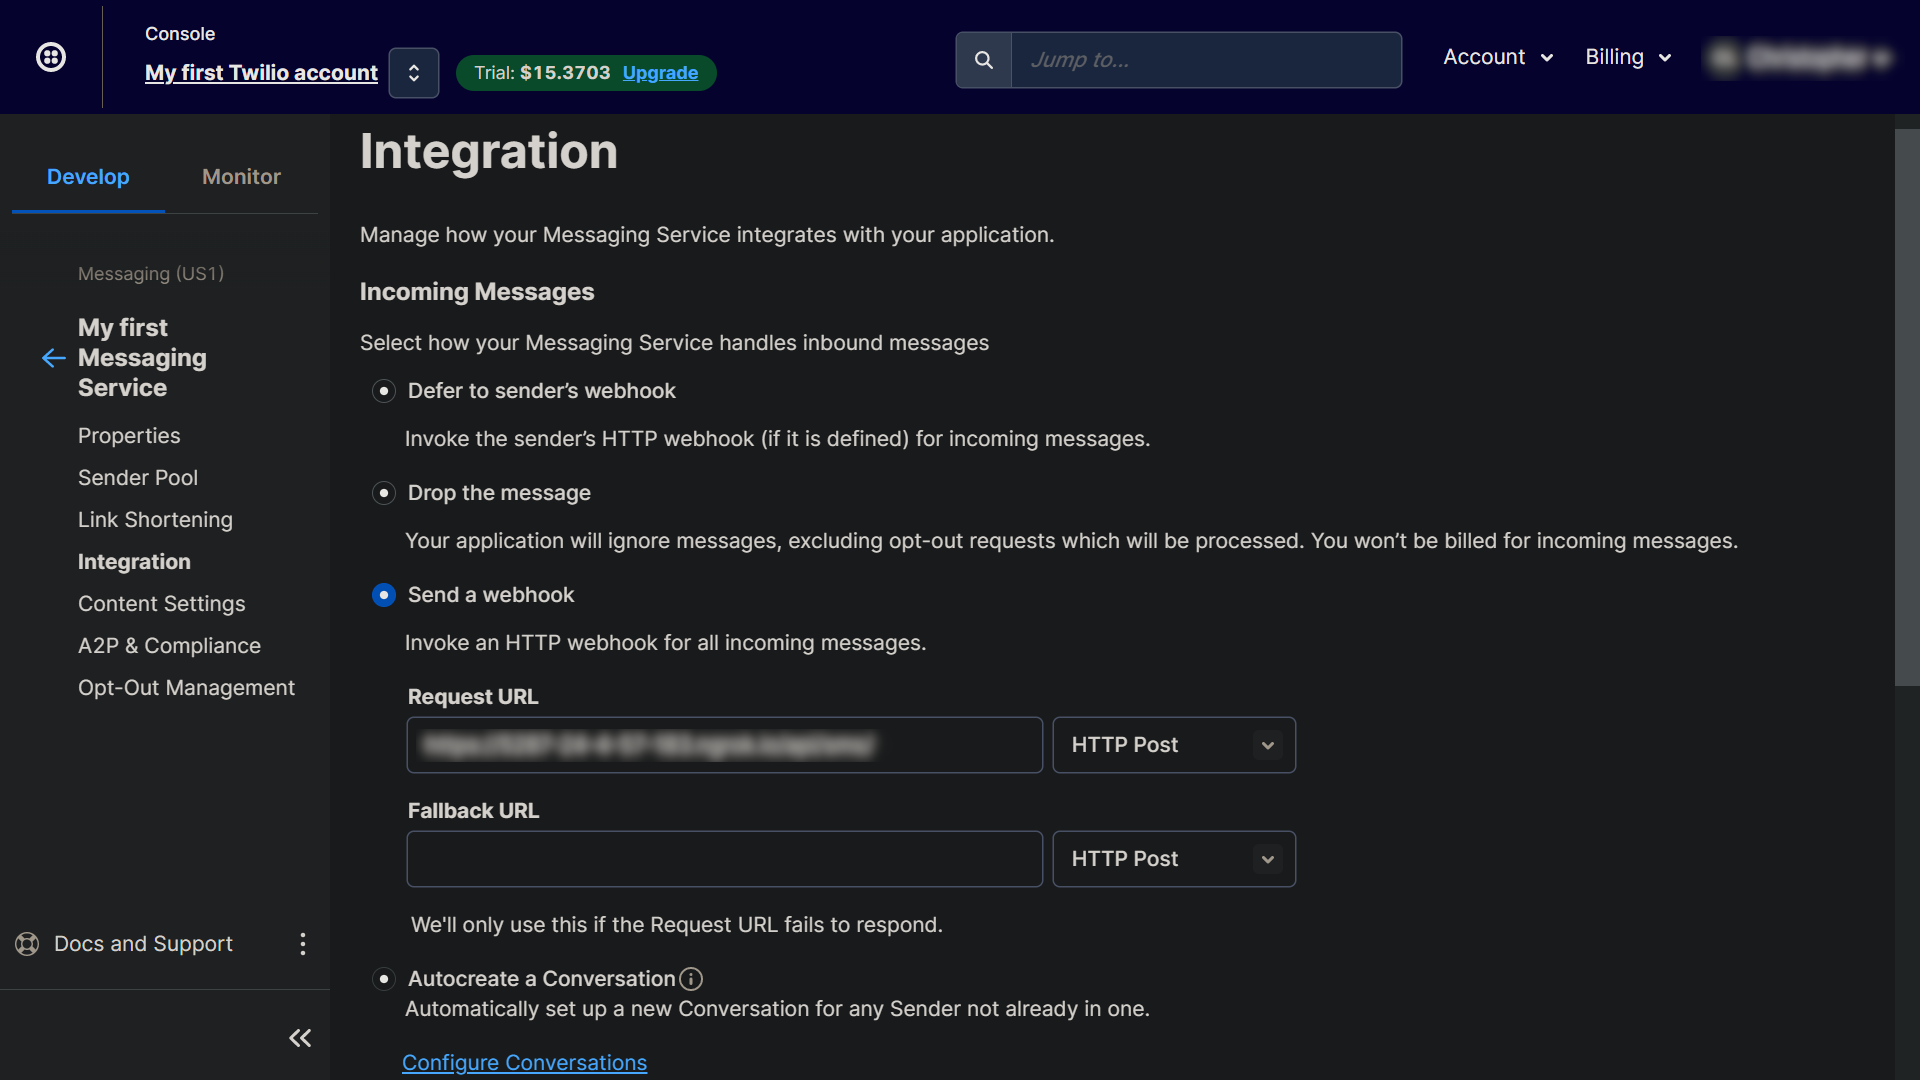 Console
My first Twilio account
Trial: $15.3703 Upgrade
Jump to...
Account
Billing
Develop
Monitor
Messaging (US1)
My first
Messaging
Service
Properties
Sender Pool
Link Shortening
Integration
Content Settings
A2P & Compliance
Opt-Out Management
Docs and Support
Integration
Manage how your Messaging Service integrates with your application.
Incoming Messages
Select how your Messaging Service handles inbound messages
Defer to sender’s webhook
Invoke the sender’s HTTP webhook (if it is defined) for incoming messages.
Drop the message
Your application will ignore messages, excluding opt-out requests which will be processed. You won’t be billed for incoming messages.
Send a webhook
Invoke an HTTP webhook for all incoming messages.
Request URL
HTTP Post
Fallback URL
HTTP Post
We'll only use this if the Request URL fails to respond.
Autocreate a Conversation
Automatically set up a new Conversation for any Sender not already in one.
Configure Conversations